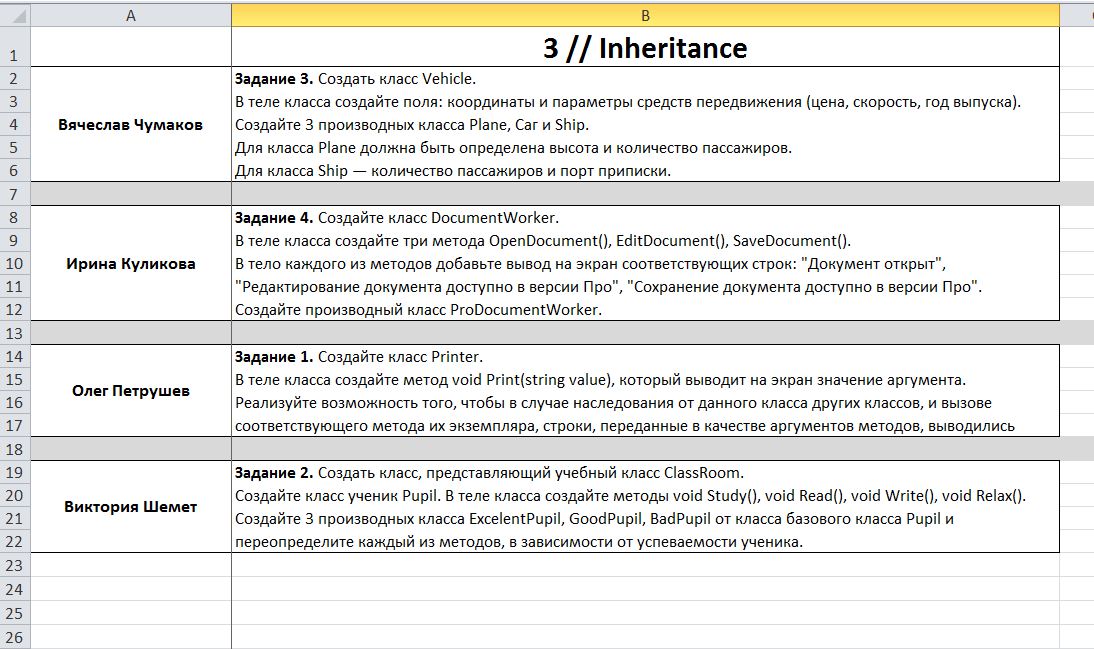 A B
1 3 // Inheritance
2 Задание 3. Создать класс Vehicle.
3 В теле класса создайте поля: координаты и параметры средств передвижения (цена, скорость, год выпуска).
4 Вячеслав Чумаков Создайте 3 производных класса Plane, Саг и Ship.
5 Для класса Plane должна быть определена высота и количество пассажиров.
6 Для класса Ship — количество пассажиров и порт приписки.
7
8 Задание 4. Создайте класс DocumentWorker.
9 В теле класса создайте три метода OpenDocument(), EditDocument(), SaveDocument().
10 Ирина Куликова В тело каждого из методов добавьте вывод на экран соответствующих строк: "Документ открыт",
11 "Редактирование документа доступно в версии Про", "Сохранение документа доступно в версии Про".
12 Создайте производный класс ProDocumentWorker.
13
14 Задание 1. Создайте класс Printer.
15 В теле класса создайте метод void Print(string value), который выводит на экран значение аргумента.
Олег Петрушев
16 Реализуйте возможность того, чтобы в случае наследования от данного класса других классов, и вызове
17 соответствующего метода их экземпляра, строки, переданные в качестве аргументов методов, выводились
18
19 Задание 2. Создать класс, представляющий учебный класс ClassRoom.
20 Создайте класс ученик Pupil. В теле класса создайте методы void Study(), void Read(), void Write(), void Relax().
Виктория Шемет
21 Создайте 3 производных класса ExcelentPupil, GoodPupil, BadPupil от класса базового класса Pupil и
22 переопределите каждый из методов, в зависимости от успеваемости ученика.
23
24
25
26